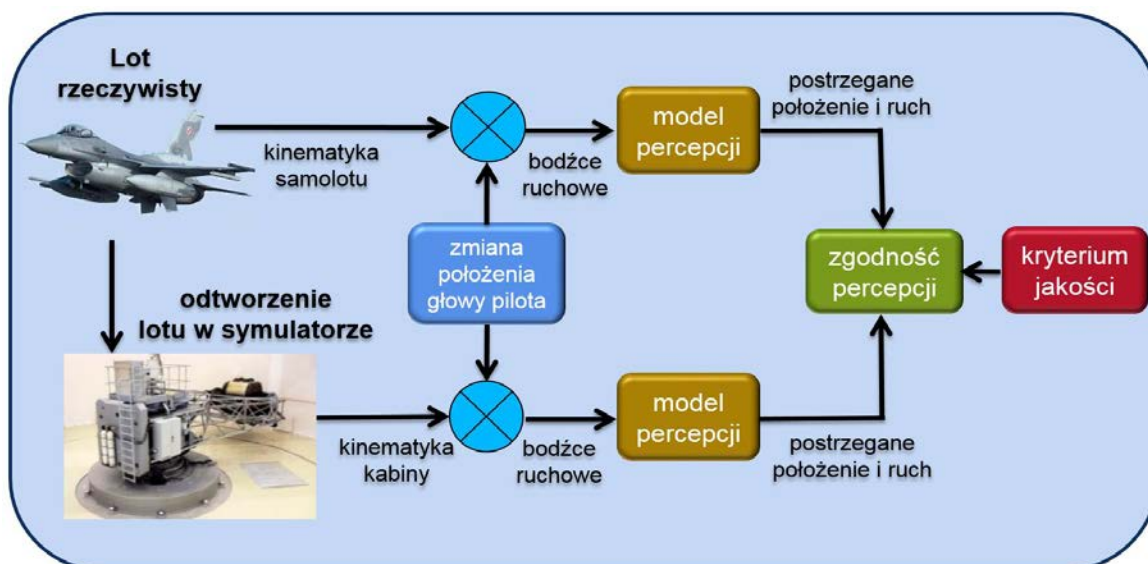 Lot
rzeczywisty
kinematyka
samolotu
bodźce
ruchowe
model
percepcji
postrzegane
położenie i ruch
zmiana
położenia
głowy pilota
zgodność
percepcji
kryterium
jakości
odtworzenie
lotu w symulatorze
kinematyka
kabiny
bodźce
ruchowe
model
percepcji
postrzegane
położenie i ruch